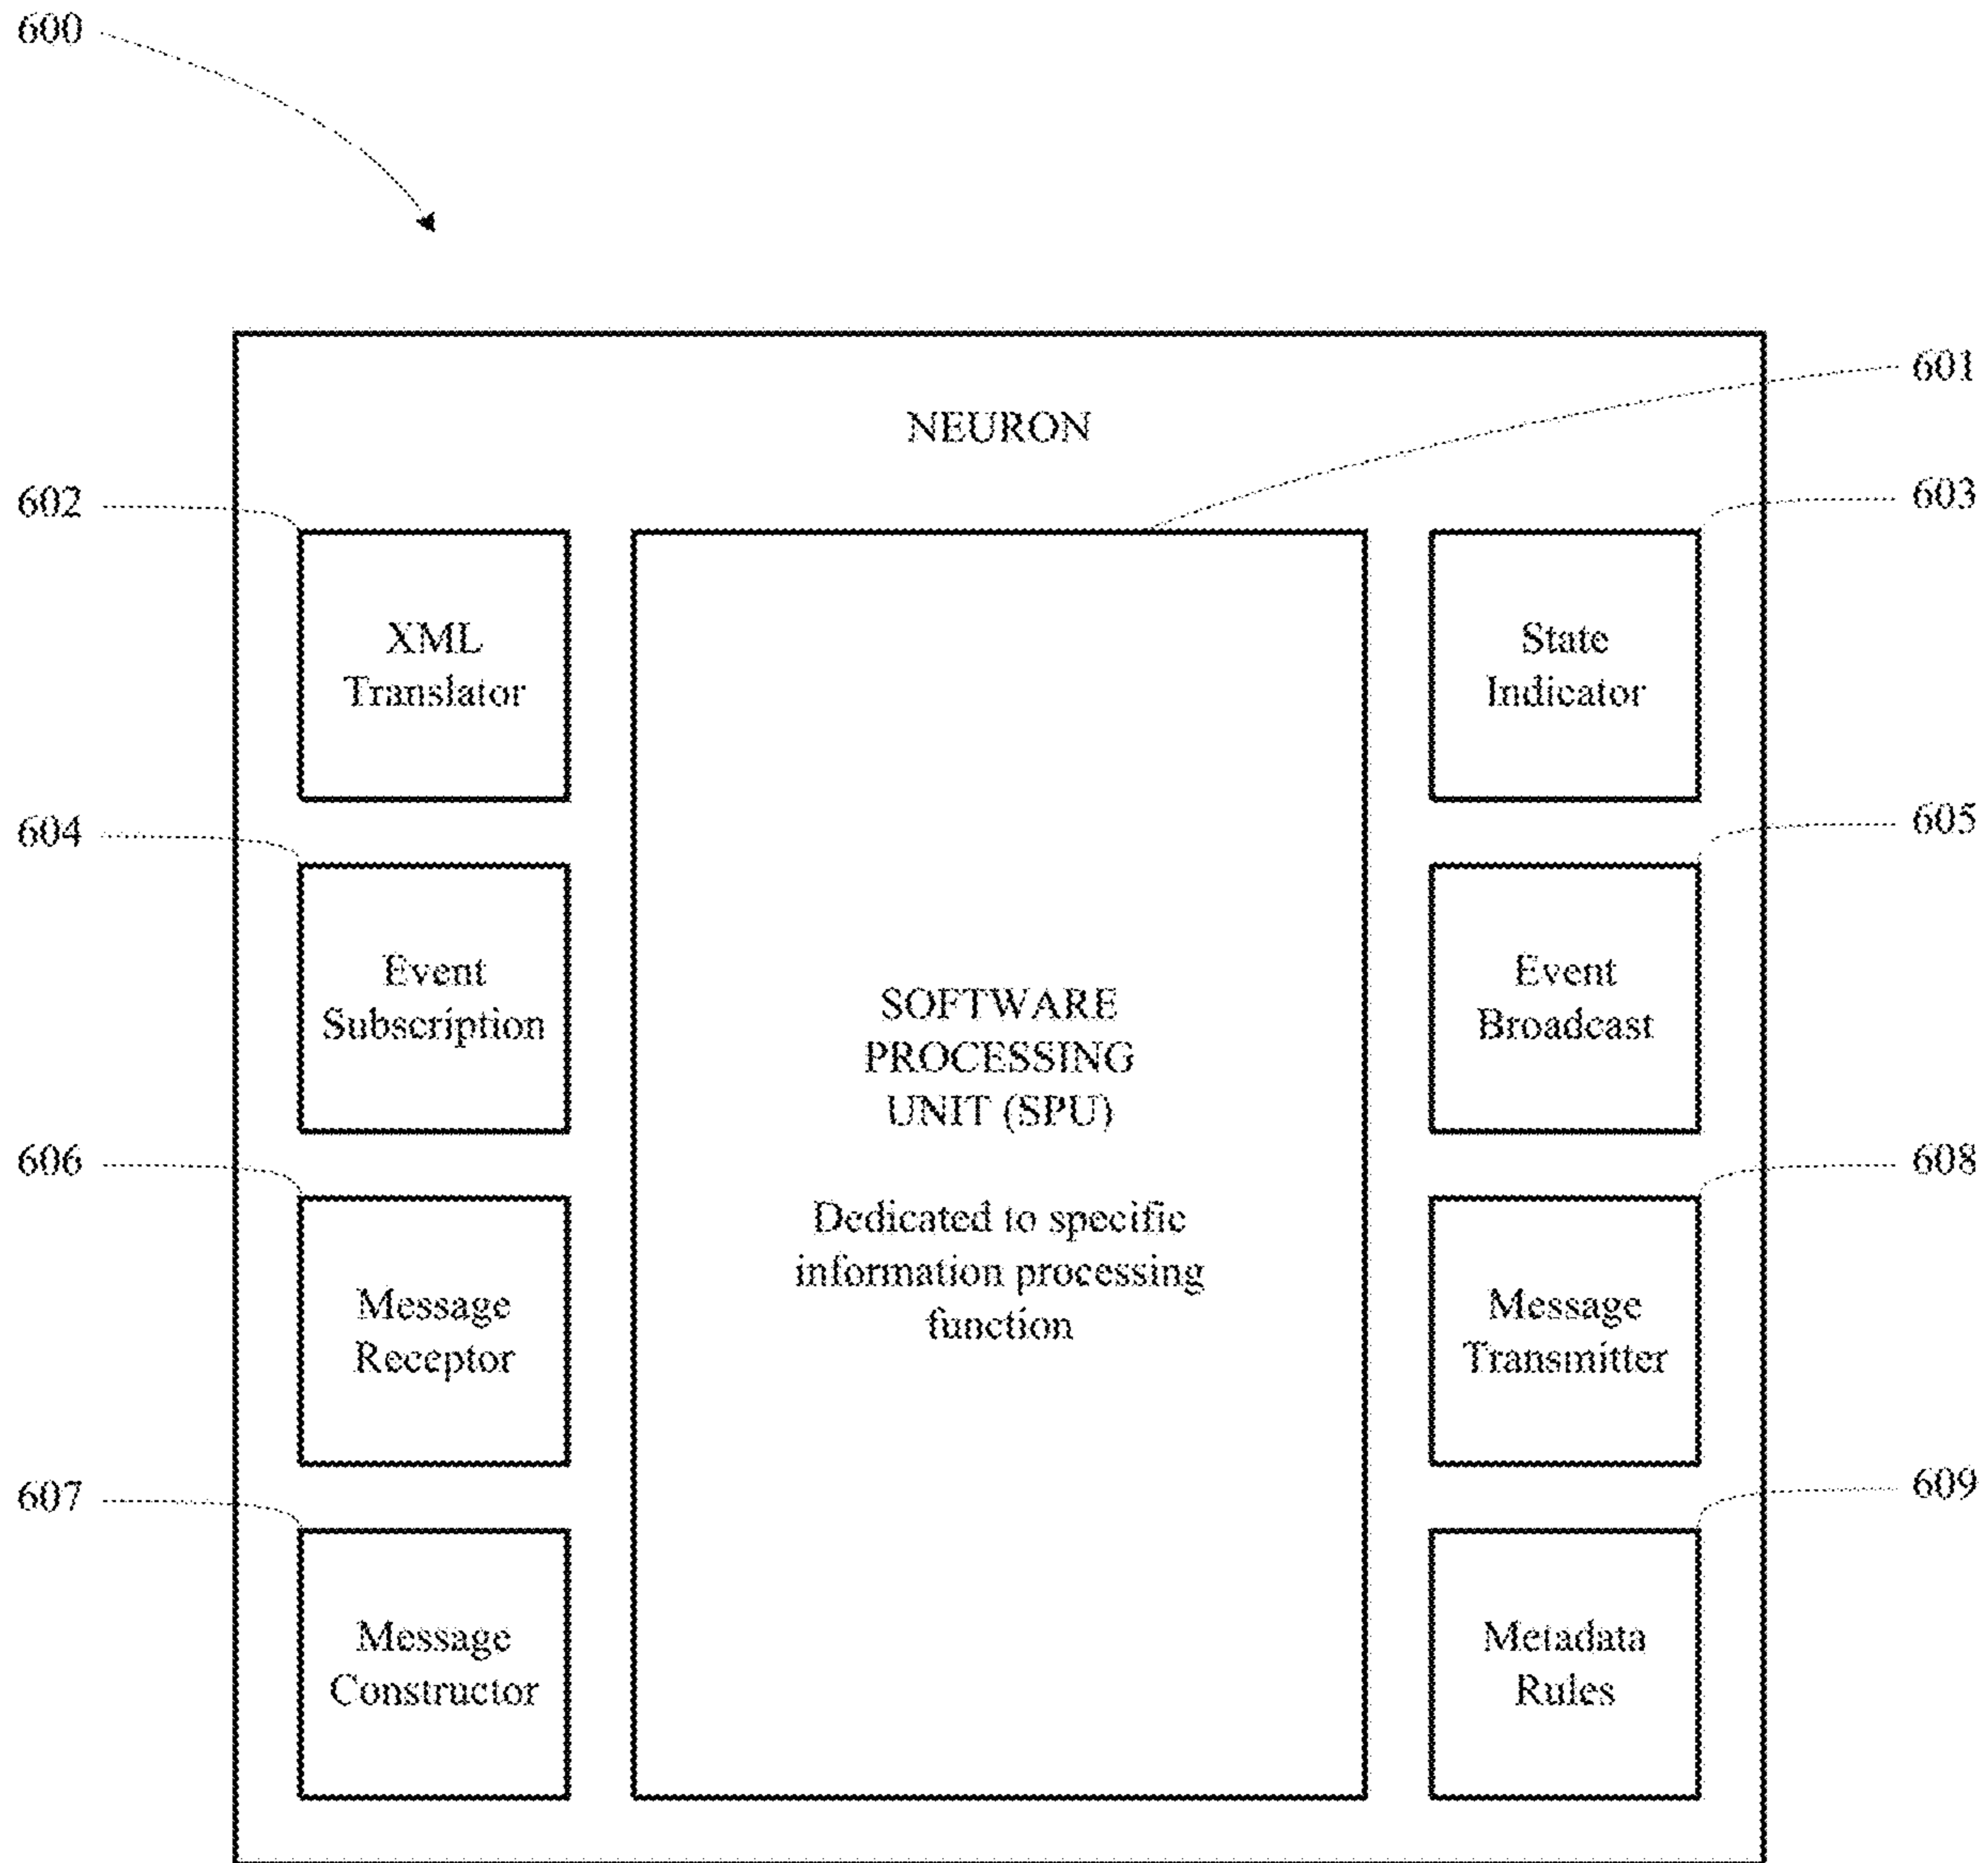 600
601
NEURON
602
603
XML
Translator
State
Indicator
604
605
Event
Subscription
Event
Broadcast
SOFTWARE
PROCESSING
UNIT (SPU)
Dedicated to specific
information processing
function
606
608
Message
Receptor
Message
Transmitter
607
609
Message
Constructor
Metadata
Rules